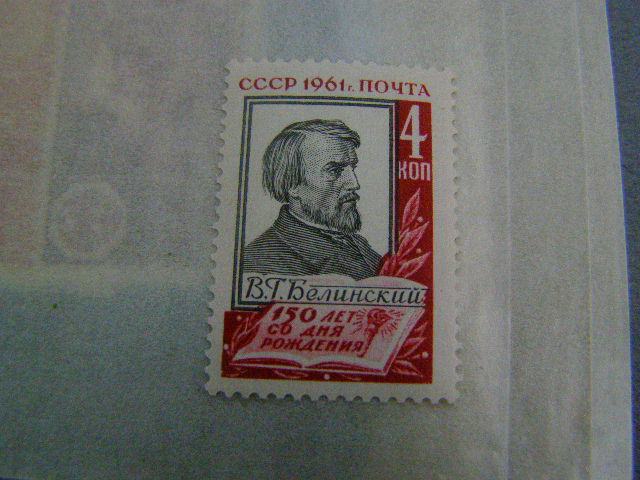 СССР 1961г. ПОЧТА
4
КОП
В.Г. Белинский
150 ЛЕТ
СО ДНЯ
РОЖДЕНИЯ